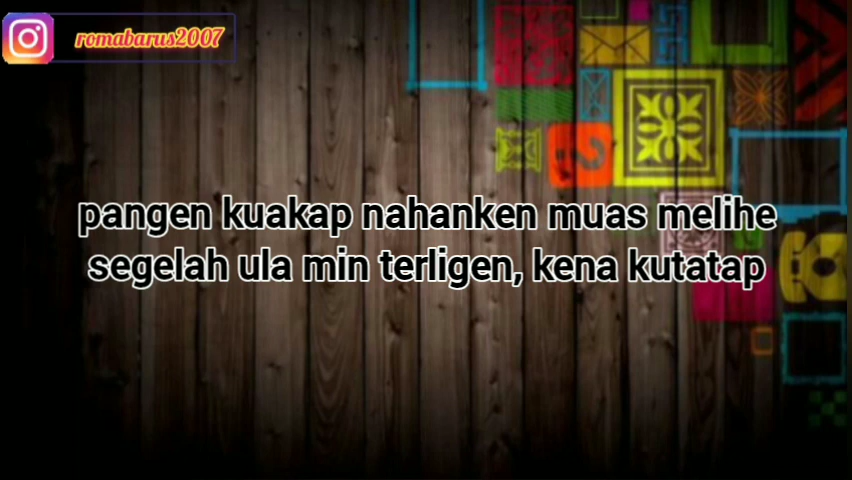 romabarus2007
pangen kuakap nahanken muas melihe
segelah ula min terligen, kena kutatap